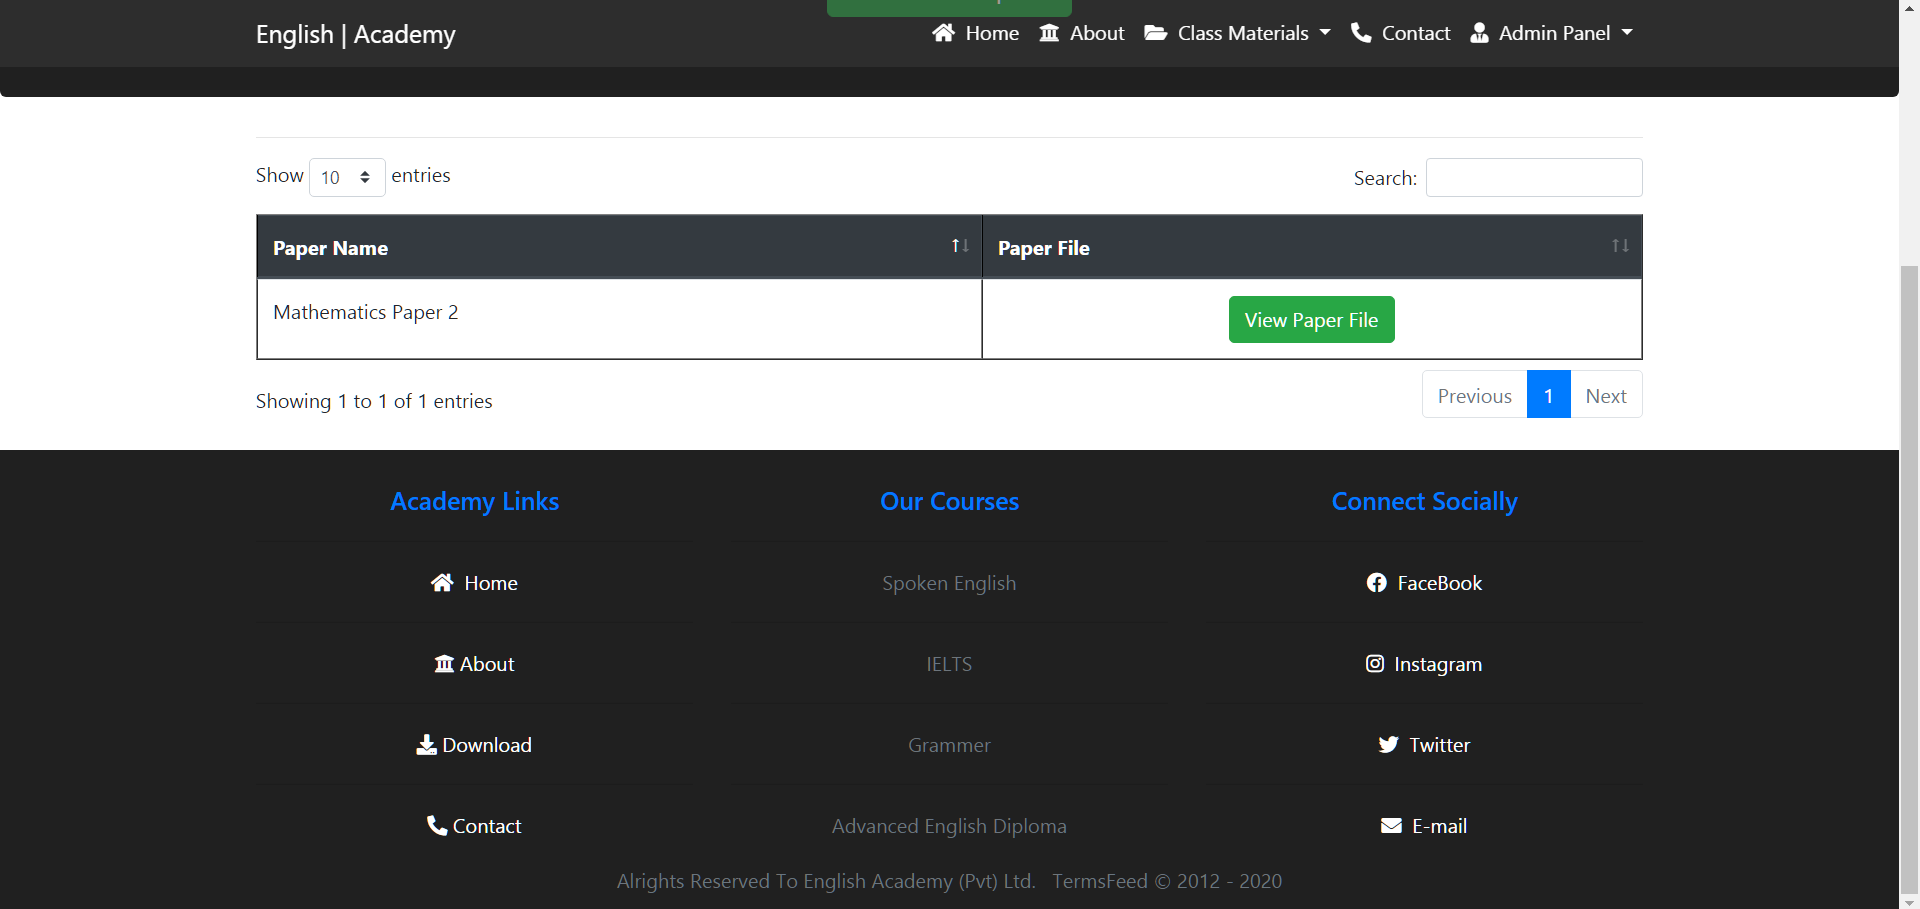 English | Academy
Home About Class Materials Contact Admin Panel
Show 10 entries
Search:
Paper Name Paper File
Mathematics Paper 2 View Paper File
Showing 1 to 1 of 1 entries
Previous 1 Next
Academy Links Our Courses Connect Socially
Home Spoken English FaceBook
About IELTS Instagram
Download Grammer Twitter
Contact Advanced English Diploma E-mail
Alrights Reserved To English Academy (Pvt) Ltd. TermsFeed © 2012 - 2020